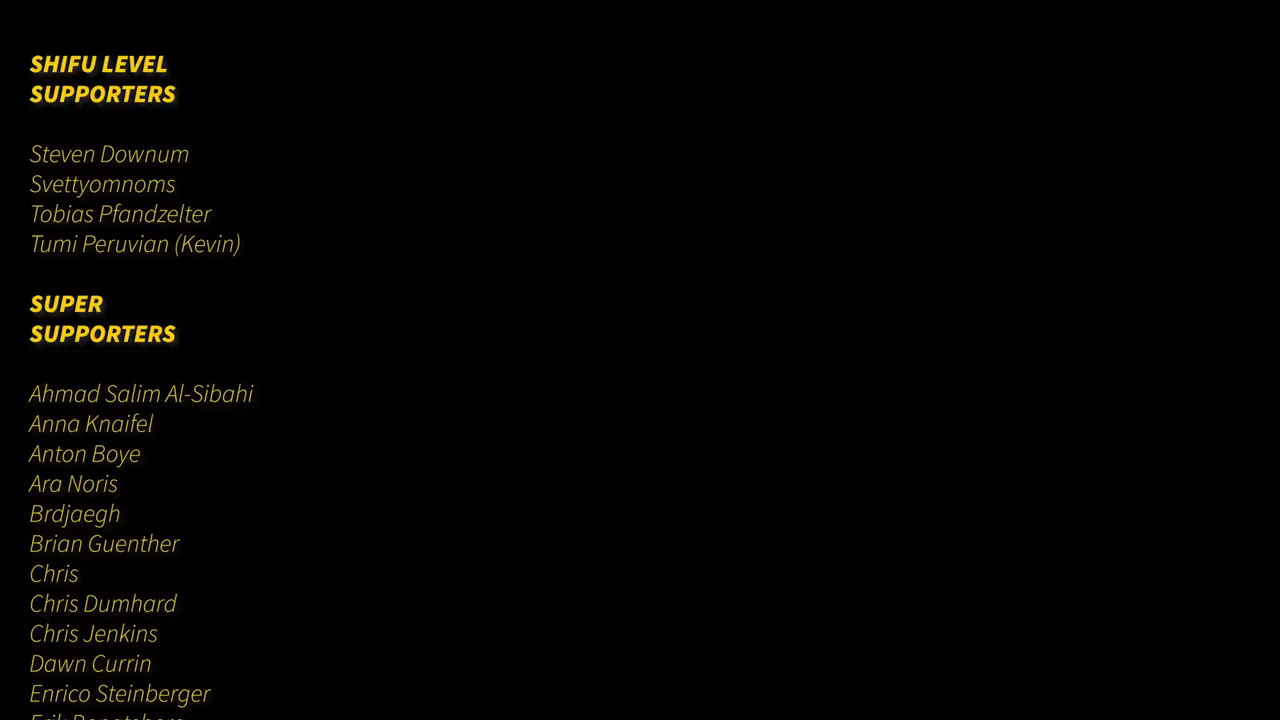 SHIFU LEVEL
SUPPORTERS
Steven Downum
Svettyomnoms
Tobias Pfandzelter
Tumi Peruvian (Kevin)
SUPER
SUPPORTERS
Ahmad Salim Al-Sibahi
Anna Knaifel
Anton Boye
Ara Noris
Brdjaegh
Brian Guenther
Chris
Chris Dumhard
Chris Jenkins
Dawn Currin
Enrico Steinberger